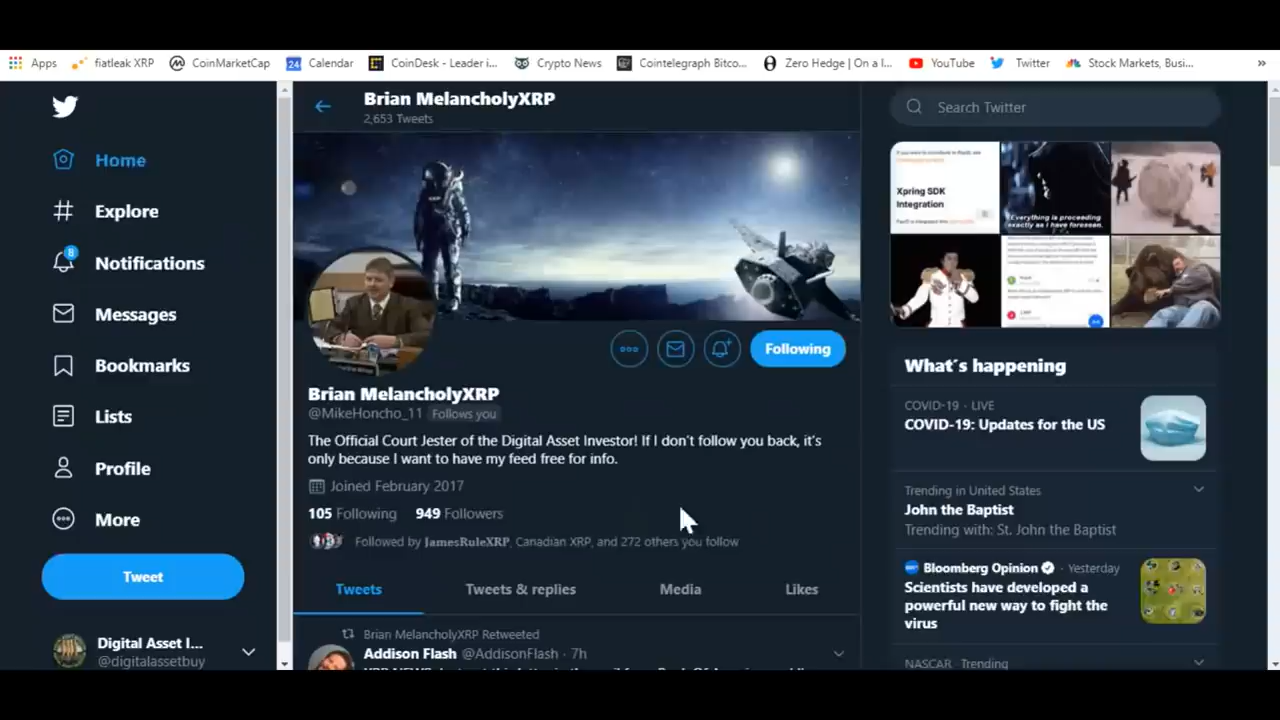 Apps
fiatleak XRP
CoinMarketCap
24
Calendar
CoinDesk - Leader i...
Crypto News
Cointelegraph Bitco...
Zero Hedge | On a l...
YouTube
Twitter
Stock Markets, Busi...
»
Home
Explore
8
Notifications
Messages
Bookmarks
Lists
Profile
More
Tweet
Digital Asset I...
@digitalassetbuy
Brian MelancholyXRP
2,653 Tweets
Following
Brian MelancholyXRP
@MikeHoncho_11 Follows you
The Official Court Jester of the Digital Asset Investor! If I don't follow you back, it's
only because I want to have my feed free for info.
Joined February 2017
105 Following 949 Followers
Followed by JamesRuleXRP, Canadian XRP, and 272 others you follow
Tweets
Tweets & replies
Media
Likes
Brian MelancholyXRP Retweeted
Addison Flash @AddisonFlash · 7h
Search Twitter
Xpring SDK
Integration
"Everything is proceeding
exactly as I have foreseen.
What's happening
COVID-19 · LIVE
COVID-19: Updates for the US
Trending in United States
John the Baptist
Trending with: St. John the Baptist
Bloomberg Opinion · Yesterday
Scientists have developed a
powerful new way to fight the
virus
NASCAR · Trending